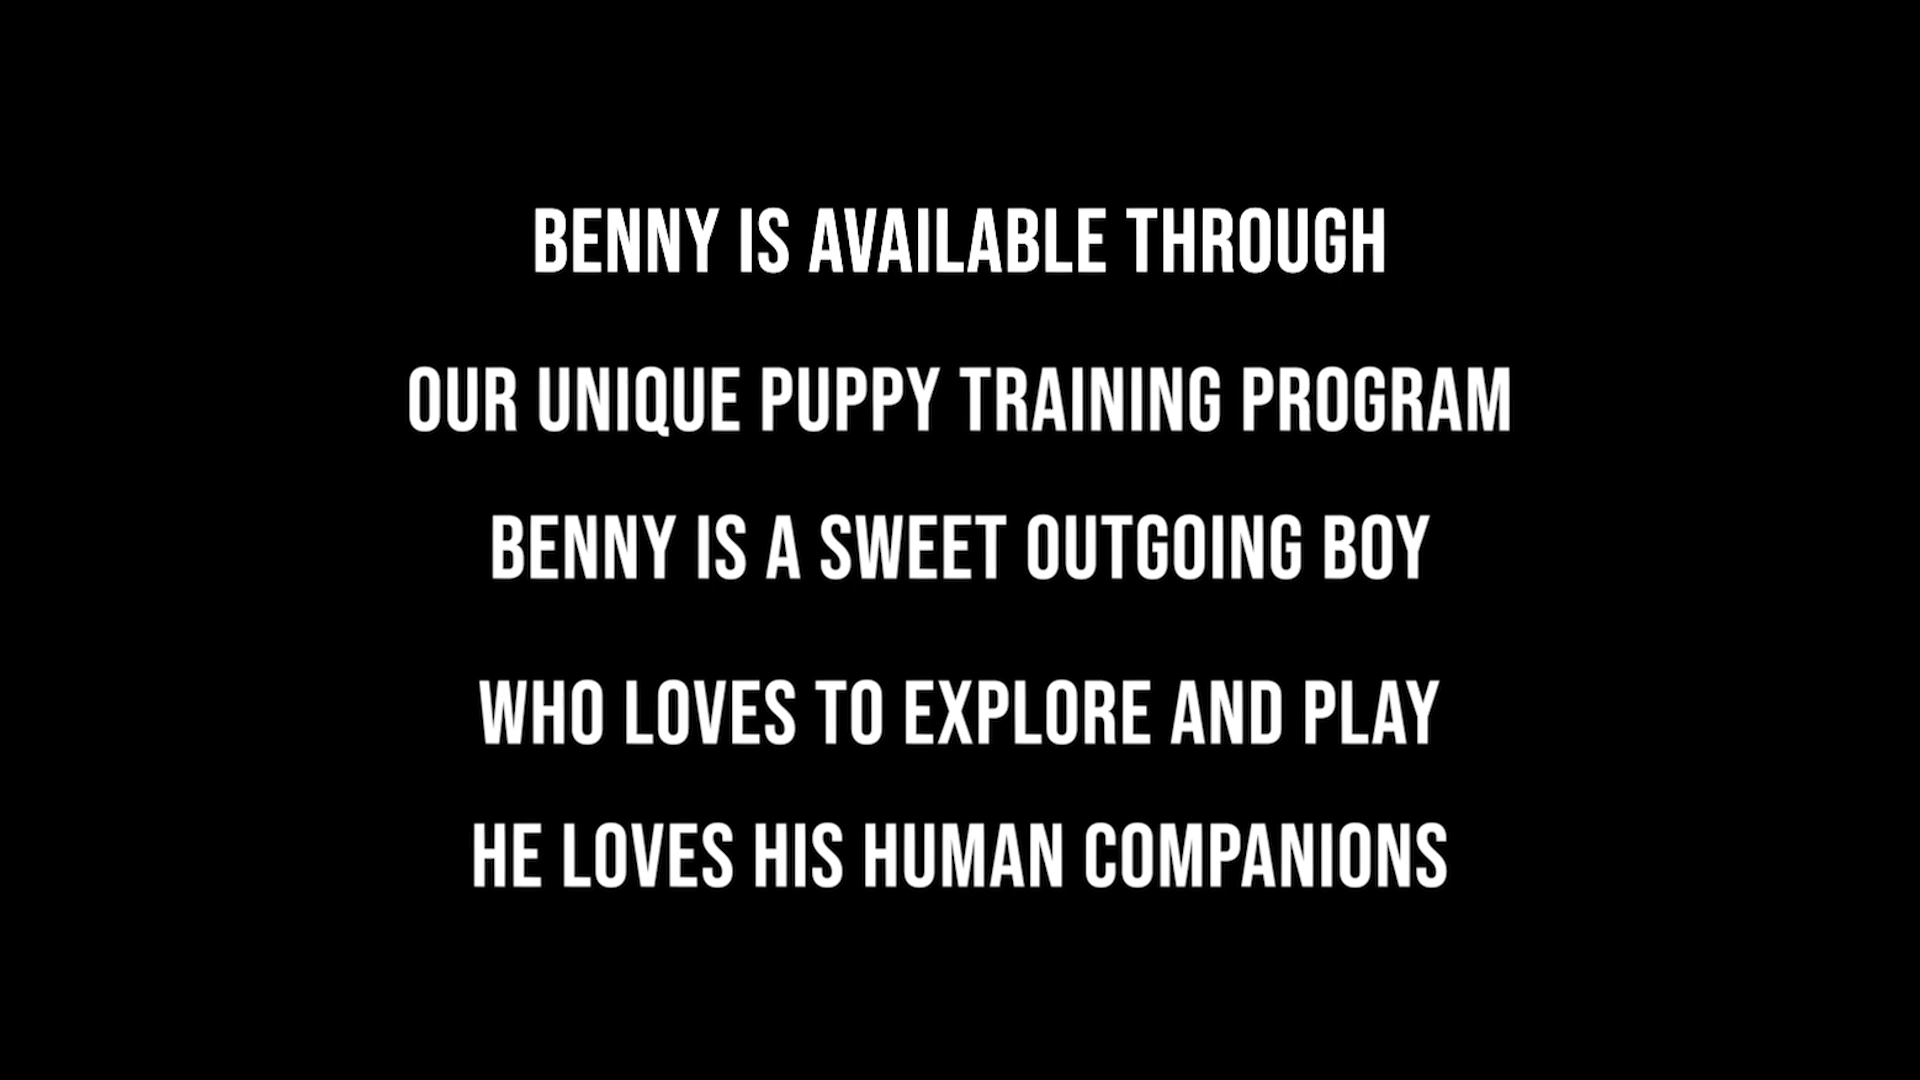 BENNY IS AVAILABLE THROUGH
OUR UNIQUE PUPPY TRAINING PROGRAM
BENNY IS A SWEET OUTGOING BOY
WHO LOVES TO EXPLORE AND PLAY
HE LOVES HIS HUMAN COMPANIONS